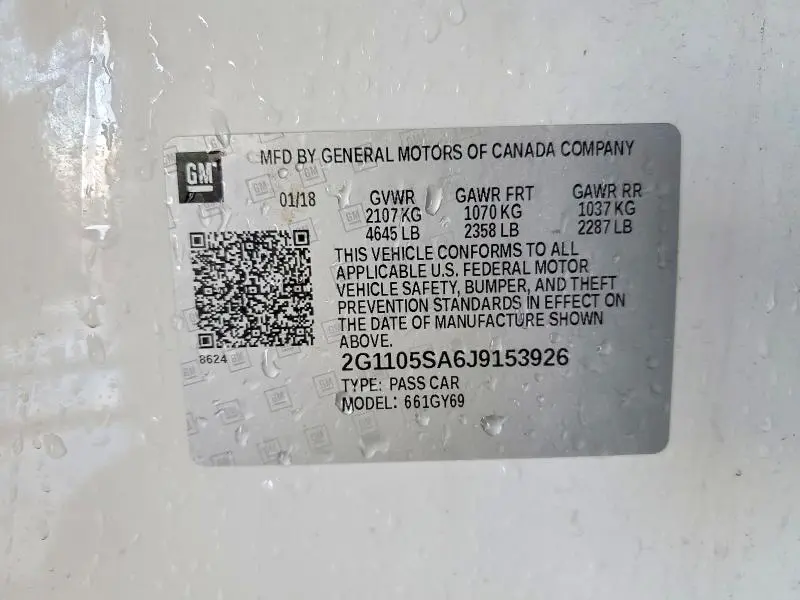 GM
MFD BY GENERAL MOTORS OF CANADA COMPANY
01/18
GVWR GAWR FRT GAWR RR
2107 KG 1070 KG 1037 KG
4645 LB 2358 LB 2287 LB
THIS VEHICLE CONFORMS TO ALL
APPLICABLE U.S. FEDERAL MOTOR
VEHICLE SAFETY, BUMPER, AND THEFT
PREVENTION STANDARDS IN EFFECT ON
THE DATE OF MANUFACTURE SHOWN
ABOVE.
8624
2G1105SA6J9153926
TYPE: PASS CAR
MODEL: 661GY69